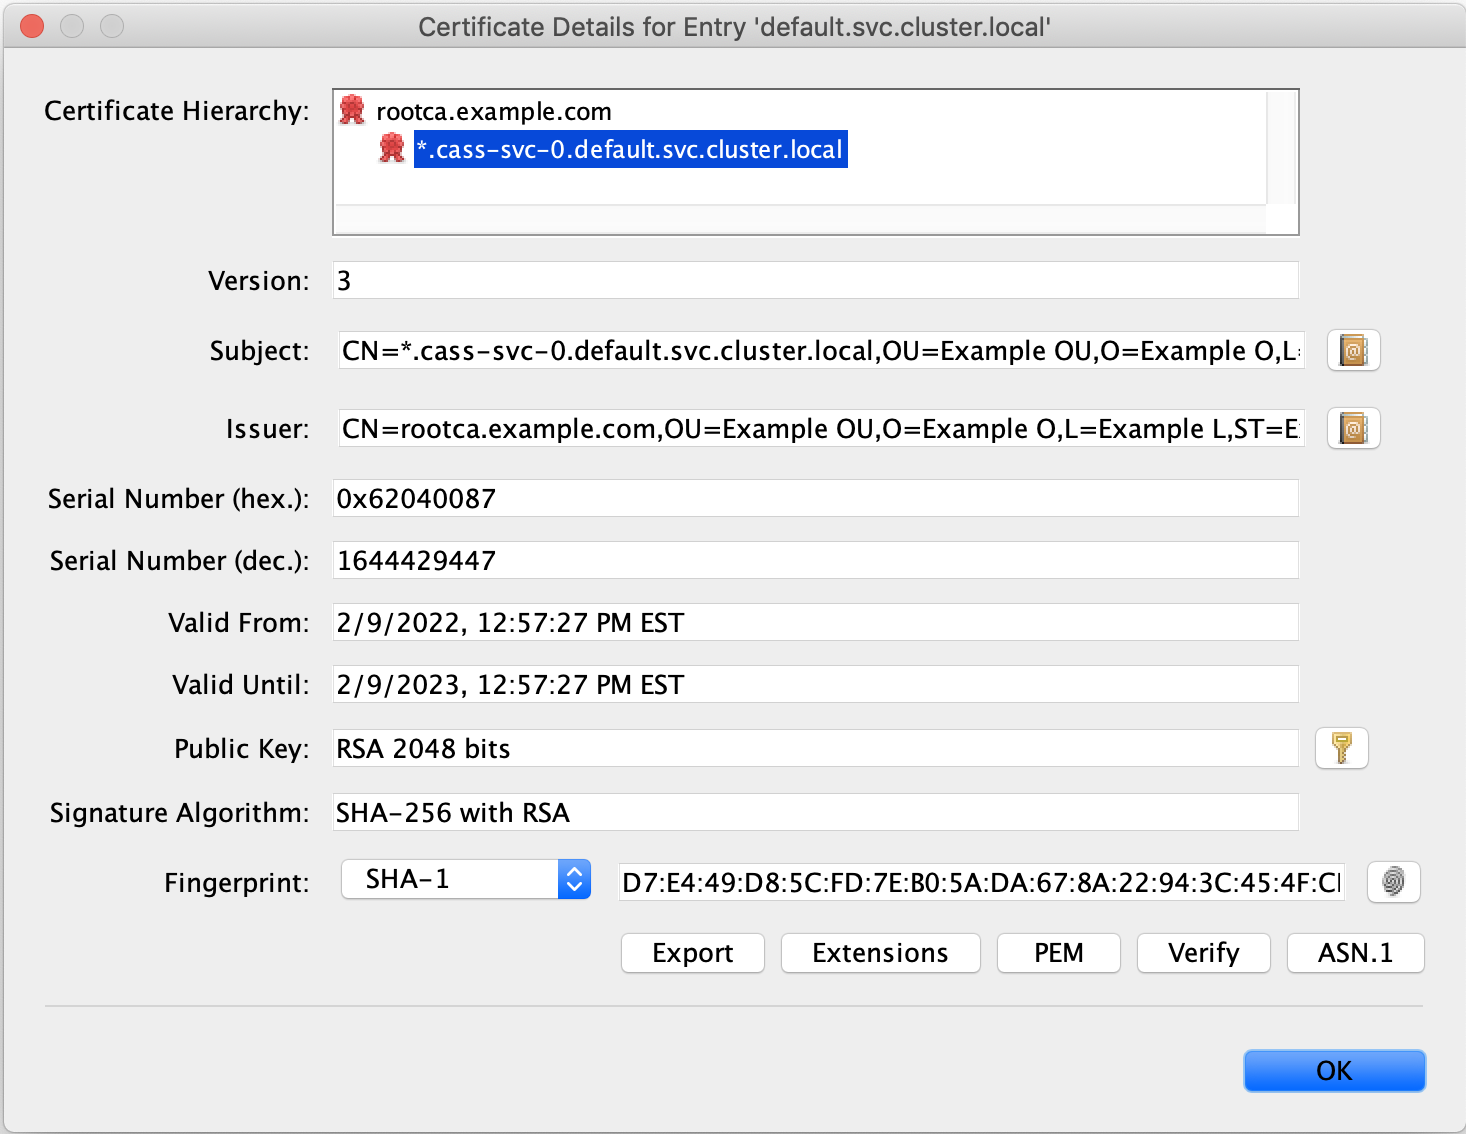 Certificate Details for Entry 'default.svc.cluster.local'
Certificate Hierarchy:
rootca.example.com
*.cass-svc-0.default.svc.cluster.local
Version: 3
Subject: CN=*.cass-svc-0.default.svc.cluster.local,OU=Example OU,O=Example O,L=
Issuer: CN=rootca.example.com,OU=Example OU,O=Example O,L=Example L,ST=E
Serial Number (hex.): 0x62040087
Serial Number (dec.): 1644429447
Valid From: 2/9/2022, 12:57:27 PM EST
Valid Until: 2/9/2023, 12:57:27 PM EST
Public Key: RSA 2048 bits
Signature Algorithm: SHA-256 with RSA
Fingerprint: SHA-1 D7:E4:49:D8:5C:FD:7E:B0:5A:DA:67:8A:22:94:3C:45:4F:C
Export Extensions PEM Verify ASN.1
OK